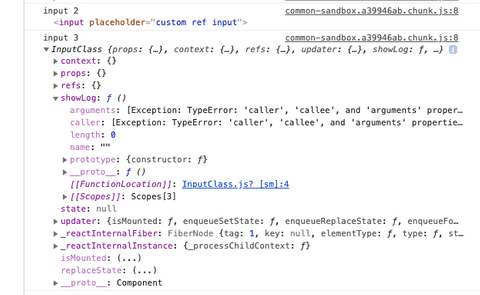 input 2 common-sandbox.a39946ab.chunk.js:8
<input placeholder="custom ref input">
input 3 common-sandbox.a39946ab.chunk.js:8
InputClass {props: {…}, context: {…}, refs: {…}, updater: {…}, showLog: ƒ, …}
context: {}
props: {}
refs: {}
showLog: ƒ ()
arguments: [Exception: TypeError: 'caller', 'callee', and 'arguments' proper…
caller: [Exception: TypeError: 'caller', 'callee', and 'arguments' propertie…
length: 0
name: ""
prototype: {constructor: ƒ}
__proto__: ƒ ()
[[FunctionLocation]]: InputClass.js? [sm]:4
[[Scopes]]: Scopes[3]
state: null
updater: {isMounted: ƒ, enqueueSetState: ƒ, enqueueReplaceState: ƒ, enqueueFo…
_reactInternalFiber: FiberNode {tag: 1, key: null, elementType: ƒ, type: ƒ, st…
_reactInternalInstance: {_processChildContext: ƒ}
isMounted: (...)
replaceState: (...)
__proto__: Component